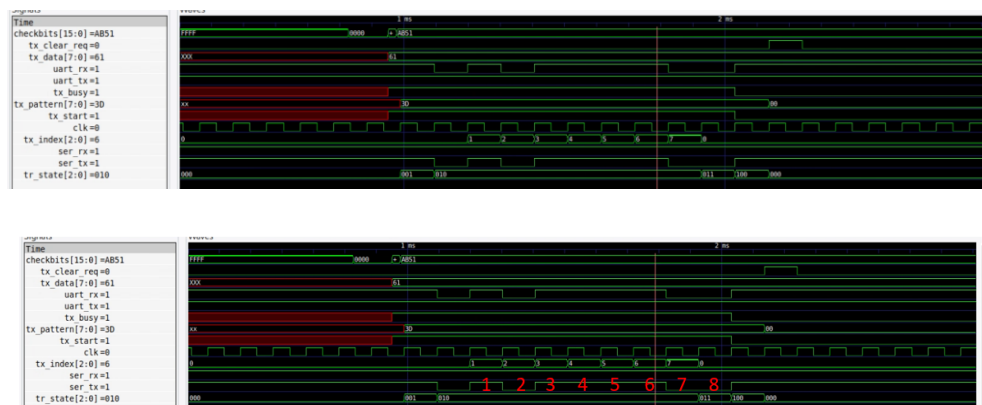 Signals Waves
Time 1 ms 2 ms
checkbits[15:0] =AB51 FFFF 0000 + AB51
tx_clear_req =0
tx_data[7:0] =61 XXX 61
uart_rx =1
uart_tx =1
tx_busy =1
tx_pattern[7:0] =3D xx 3D 00
tx_start =1
clk =0
tx_index[2:0] =6 0 1 2 3 4 5 6 7 0
ser_rx =1
ser_tx =1
tr_state[2:0] =010 000 001 010 011 100 000
Signals Waves
Time 1 ms 2 ms
checkbits[15:0] =AB51 FFFF 0000 + AB51
tx_clear_req =0
tx_data[7:0] =61 XXX 61
uart_rx =1
uart_tx =1
tx_busy =1
tx_pattern[7:0] =3D xx 3D 00
tx_start =1
clk =0
tx_index[2:0] =6 0 1 2 3 4 5 6 7 0
ser_rx =1
ser_tx =1 1 2 3 4 5 6 7 8
tr_state[2:0] =010 000 001 010 011 100 000